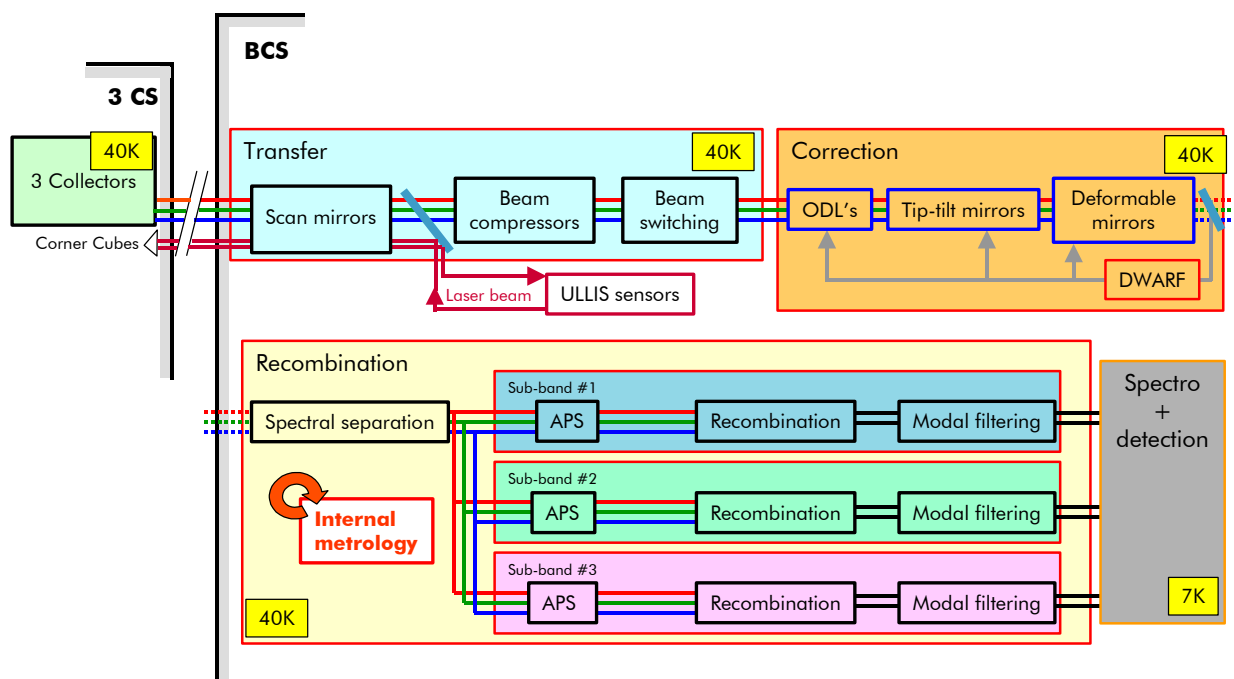 BCS
3 CS
40K
3 Collectors
Corner Cubes
Transfer
40K
Scan mirrors
Beam
compressors
Beam
switching
Laser beam
ULLIS sensors
Correction
40K
ODL's
Tip-tilt mirrors
Deformable
mirrors
DWARF
Recombination
Spectral separation
Internal
metrology
40K
Sub-band #1
APS
Recombination
Modal filtering
Sub-band #2
APS
Recombination
Modal filtering
Sub-band #3
APS
Recombination
Modal filtering
Spectro
+
detection
7K